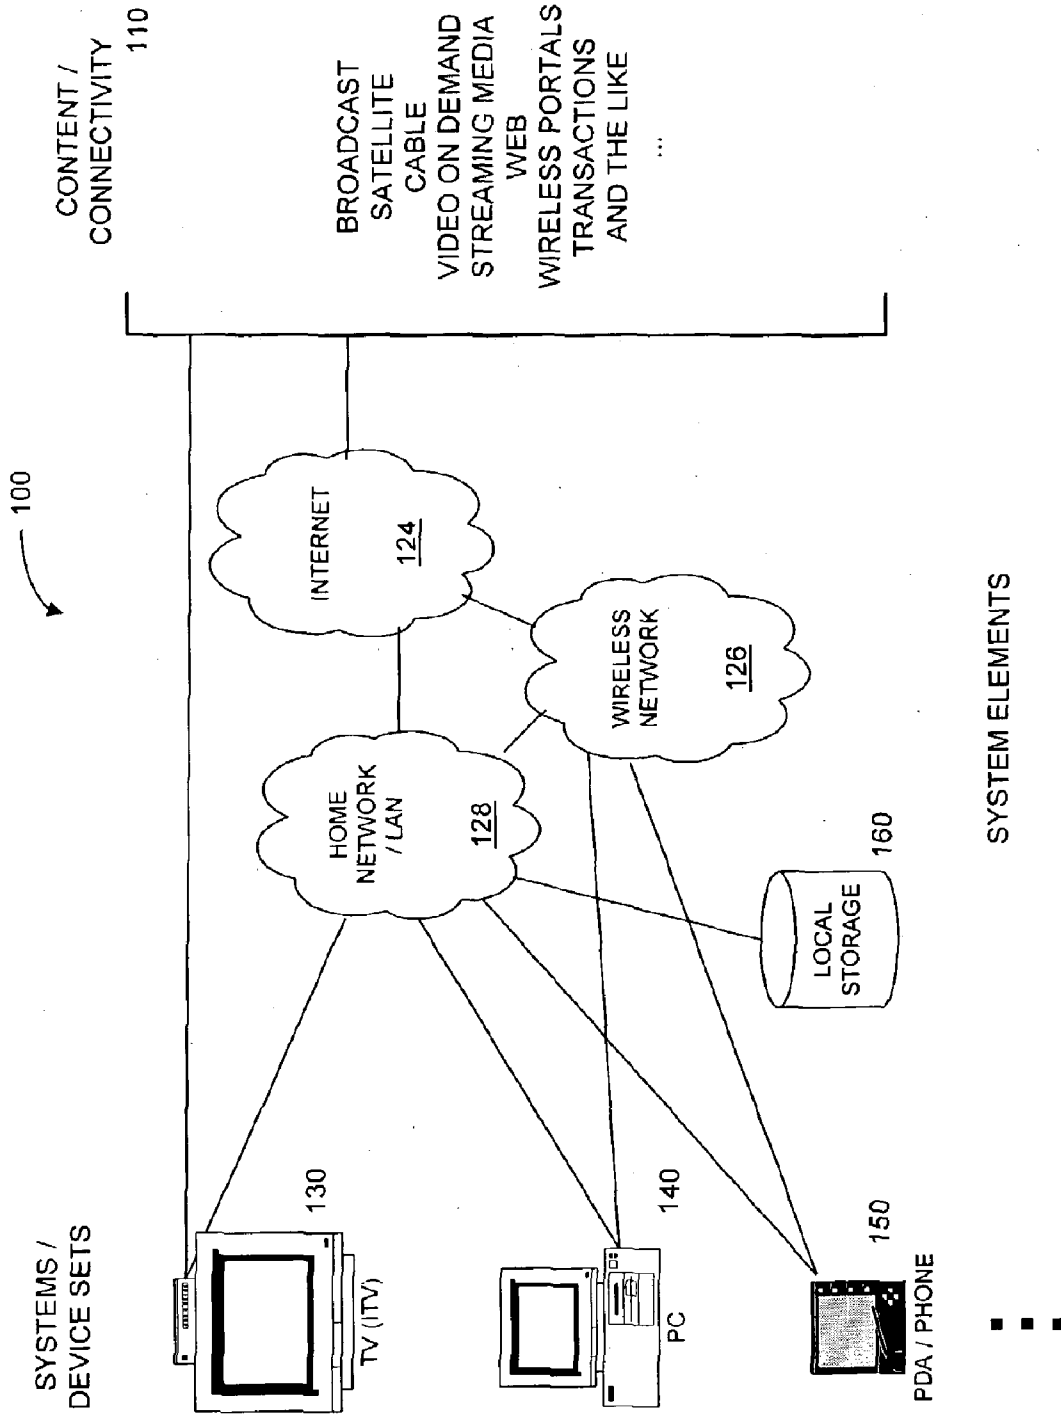 100
SYSTEMS /
DEVICE SETS
CONTENT /
CONNECTIVITY
110
TV (ITV)
130
PC
140
PDA / PHONE
150
HOME
NETWORK
/ LAN
128
INTERNET
124
WIRELESS
NETWORK
126
LOCAL
STORAGE
160
BROADCAST
SATELLITE
CABLE
VIDEO ON DEMAND
STREAMING MEDIA
WEB
WIRELESS PORTALS
TRANSACTIONS
AND THE LIKE
...
SYSTEM ELEMENTS